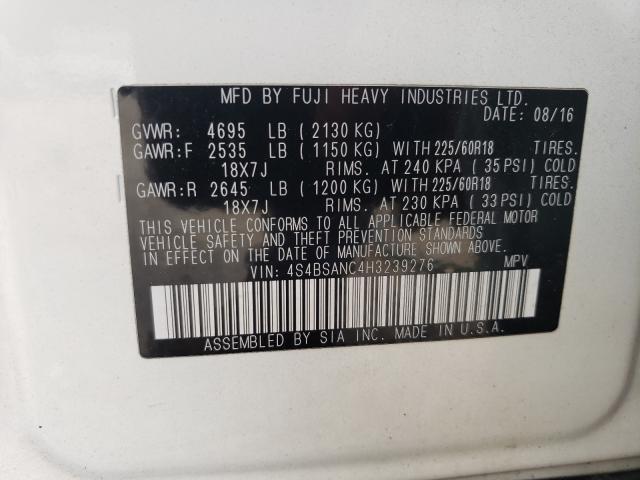 MFD BY FUJI HEAVY INDUSTRIES LTD.
DATE: 08/16
GVWR: 4695 LB (2130 KG)
GAWR:F 2535 LB (1150 KG) WITH 225/60R18 TIRES.
18X7J RIMS. AT 240 KPA (35 PSI) COLD
GAWR:R 2645 LB (1200 KG) WITH 225/60R18 TIRES.
18X7J RIMS. AT 230 KPA (33 PSI) COLD
THIS VEHICLE CONFORMS TO ALL APPLICABLE FEDERAL MOTOR
VEHICLE SAFETY AND THEFT PREVENTION STANDARDS
IN EFFECT ON THE DATE OF MANUFACTURE SHOWN ABOVE.
VIN: 4S4BSANC4H3239276 MPV
ASSEMBLED BY SIA INC. MADE IN U.S.A.